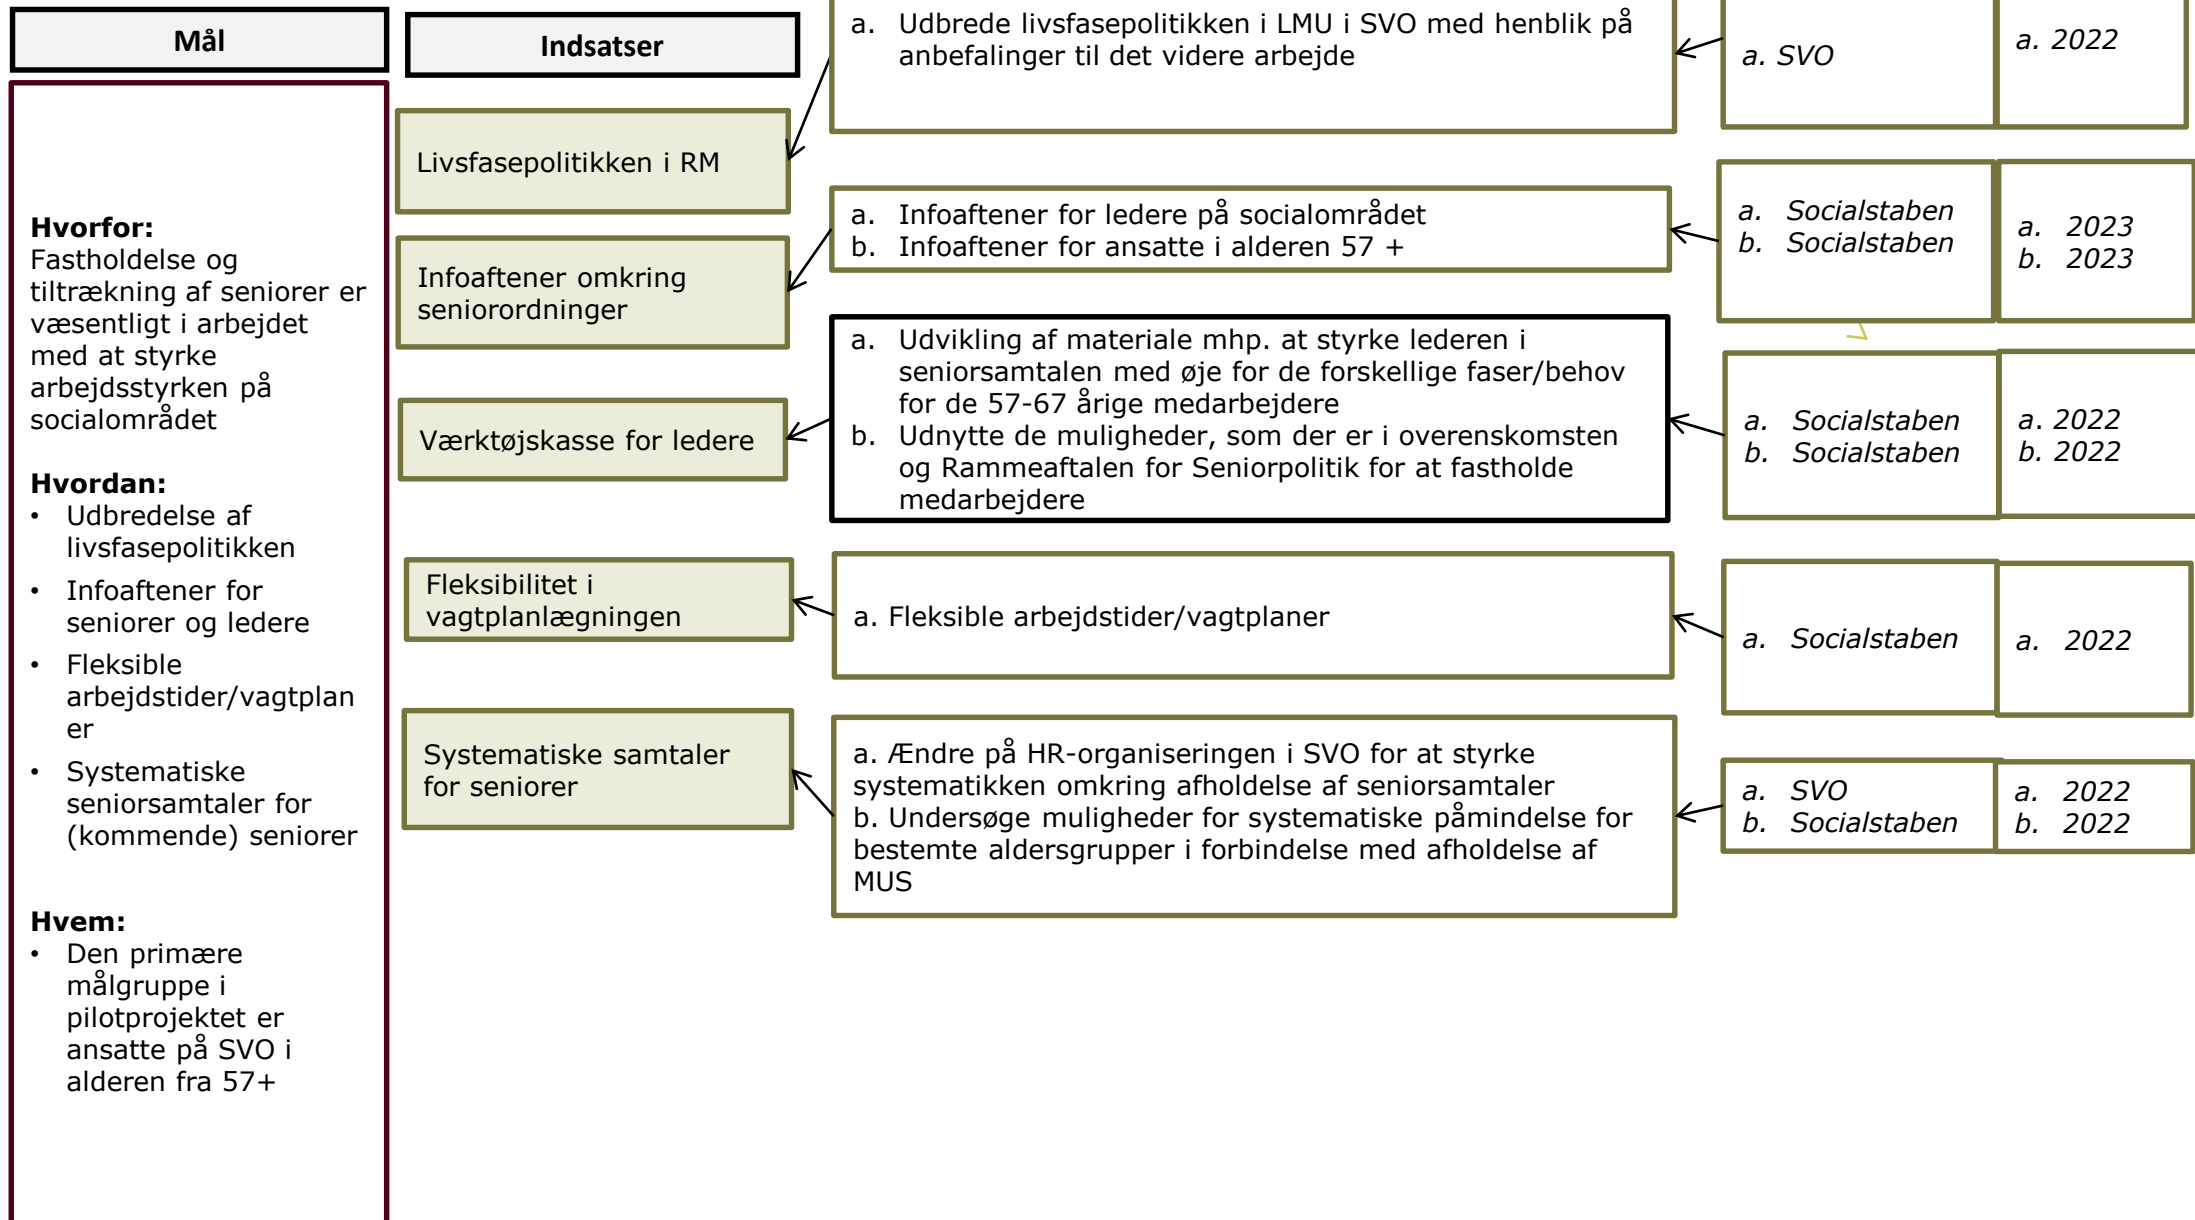 Mål
Hvorfor:
Fastholdelse og
tiltrækning af seniorer er
væsentligt i arbejdet
med at styrke
arbejdsstyrken på
socialområdet
Hvordan:
• Udbredelse af
livsfasepolitikken
• Infoaftener for
seniorer og ledere
• Fleksible
arbejdstider/vagtplan
er
• Systematiske
seniorsamtaler for
(kommende) seniorer
Hvem:
• Den primære
målgruppe i
pilotprojektet er
ansatte på SVO i
alderen fra 57+
Indsatser
Livsfasepolitikken i RM
a. Udbrede livsfasepolitikken i LMU i SVO med henblik på
anbefalinger til det videre arbejde
a. SVO
a. 2022
Infoaftener omkring
seniorordninger
a. Infoaftener for ledere på socialområdet
b. Infoaftener for ansatte i alderen 57 +
a. Socialstaben
b. Socialstaben
a. 2023
b. 2023
Værktøjskasse for ledere
a. Udvikling af materiale mhp. at styrke lederen i
seniorsamtalen med øje for de forskellige faser/behov
for de 57-67 årige medarbejdere
b. Udnytte de muligheder, som der er i overenskomsten
og Rammeaftalen for Seniorpolitik for at fastholde
medarbejdere
a. Socialstaben
b. Socialstaben
a. 2022
b. 2022
Fleksibilitet i
vagtplanlægningen
a. Fleksible arbejdstider/vagtplaner
a. Socialstaben
a. 2022
Systematiske samtaler
for seniorer
a. Ændre på HR-organiseringen i SVO for at styrke
systematikken omkring afholdelse af seniorsamtaler
b. Undersøge muligheder for systematiske påmindelse for
bestemte aldersgrupper i forbindelse med afholdelse af
MUS
a. SVO
b. Socialstaben
a. 2022
b. 2022